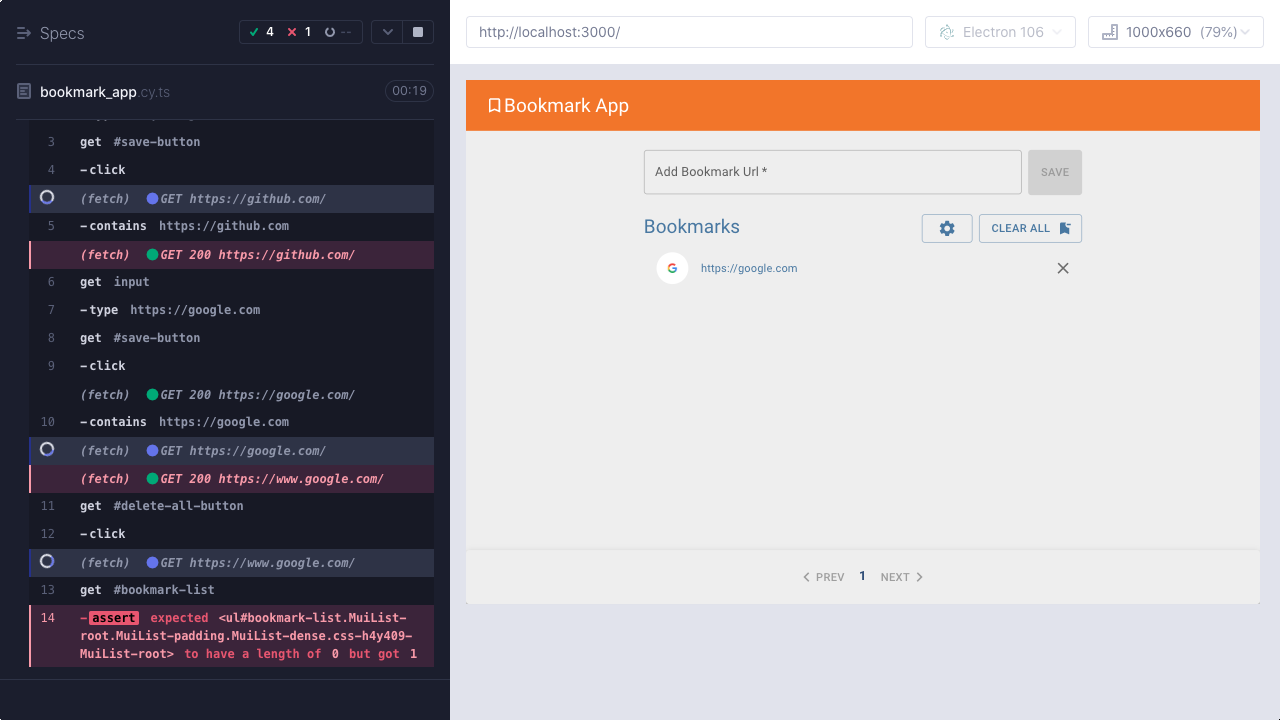 Specs
4 1 --
bookmark_app.cy.ts 00:19
3 get #save-button
4 -click
(fetch) GET https://github.com/
5 -contains https://github.com
(fetch) GET 200 https://github.com/
6 get input
7 -type https://google.com
8 get #save-button
9 -click
(fetch) GET 200 https://google.com/
10 -contains https://google.com
(fetch) GET https://google.com/
(fetch) GET 200 https://www.google.com/
11 get #delete-all-button
12 -click
(fetch) GET https://www.google.com/
13 get #bookmark-list
14 -assert expected <ul#bookmark-list.MuiList-
root.MuiList-padding.MuiList-dense.css-h4y409-
MuiList-root> to have a length of 0 but got 1
http://localhost:3000/
Electron 106
1000x660 (79%)
Bookmark App
Add Bookmark Url *
SAVE
Bookmarks
CLEAR ALL
https://google.com
PREV 1 NEXT